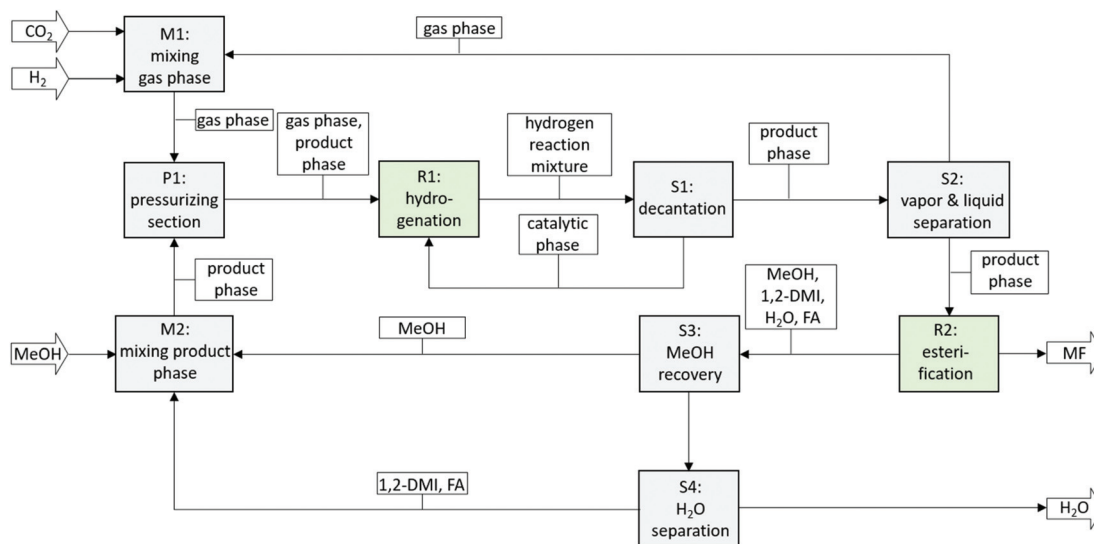 CO₂
H₂
M1:
mixing
gas phase
gas phase
gas phase
gas phase,
product
phase
hydrogen
reaction
mixture
product
phase
P1:
pressurizing
section
R1:
hydro-
genation
S1:
decantation
S2:
vapor & liquid
separation
catalytic
phase
product
phase
product
phase
MeOH,
1,2-DMI,
H₂O, FA
MeOH
MeOH
M2:
mixing product
phase
S3:
MeOH
recovery
R2:
esteri-
fication
MF
1,2-DMI, FA
S4:
H₂O
separation
H₂O